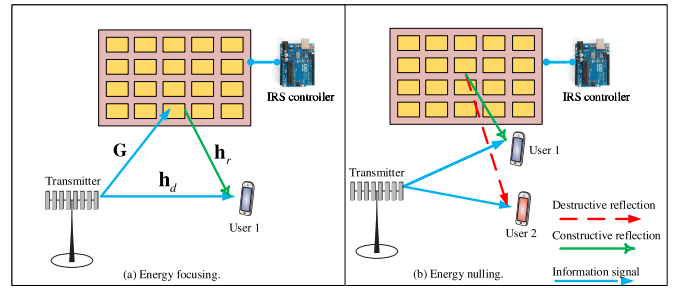 IRS controller
G
h_r
h_d
Transmitter
User 1
(a) Energy focusing.
IRS controller
User 1
Transmitter
User 2
Destructive reflection
Constructive reflection
Information signal
(b) Energy nulling.